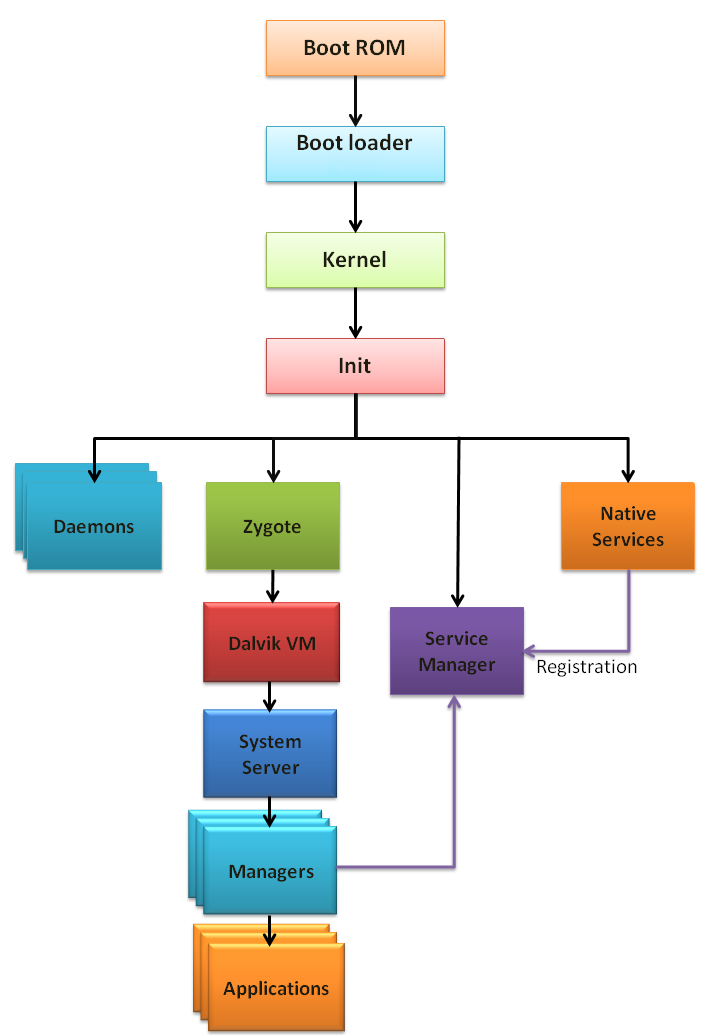 Boot ROM
Boot loader
Kernel
Init
Daemons
Zygote
Native
Services
Dalvik VM
Service
Manager
Registration
System
Server
Managers
Applications